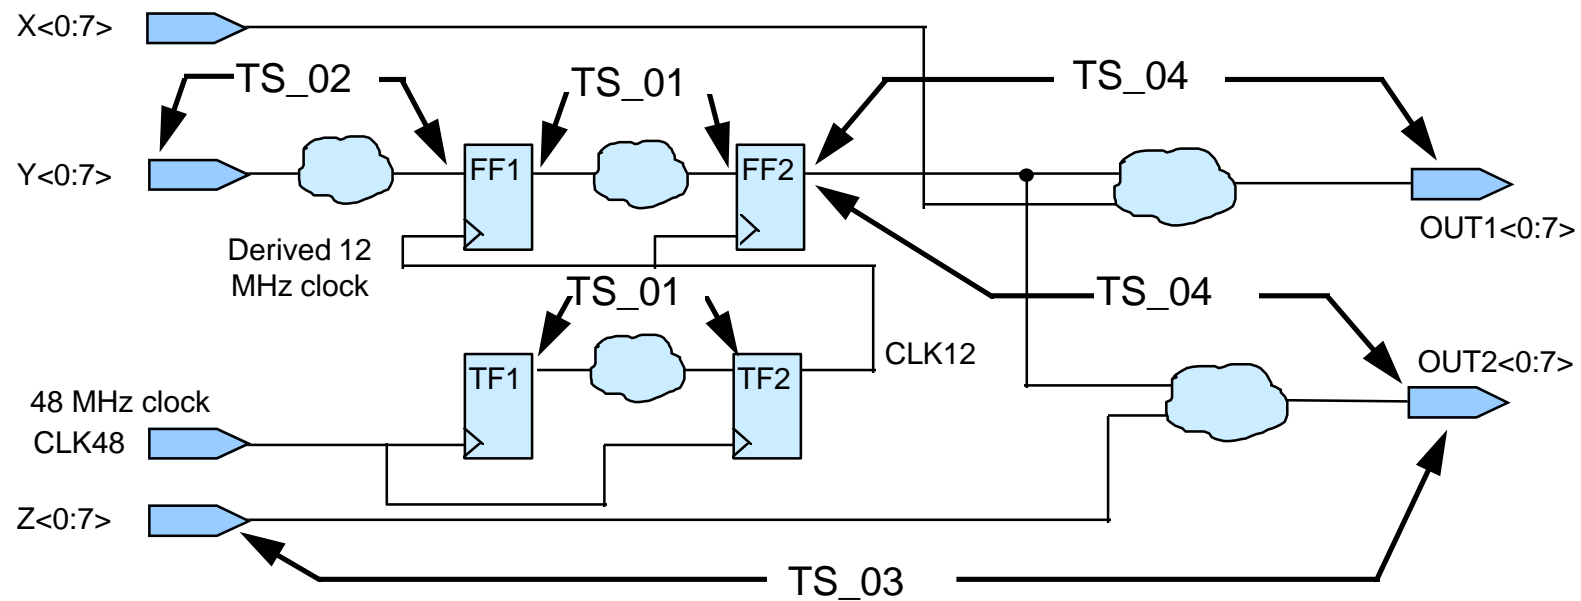 X<0:7>
TS_02
TS_01
TS_04
Y<0:7>
FF1
FF2
OUT1<0:7>
Derived 12
MHz clock
TS_01
TS_04
CLK12
OUT2<0:7>
TF1
TF2
48 MHz clock
CLK48
Z<0:7>
TS_03